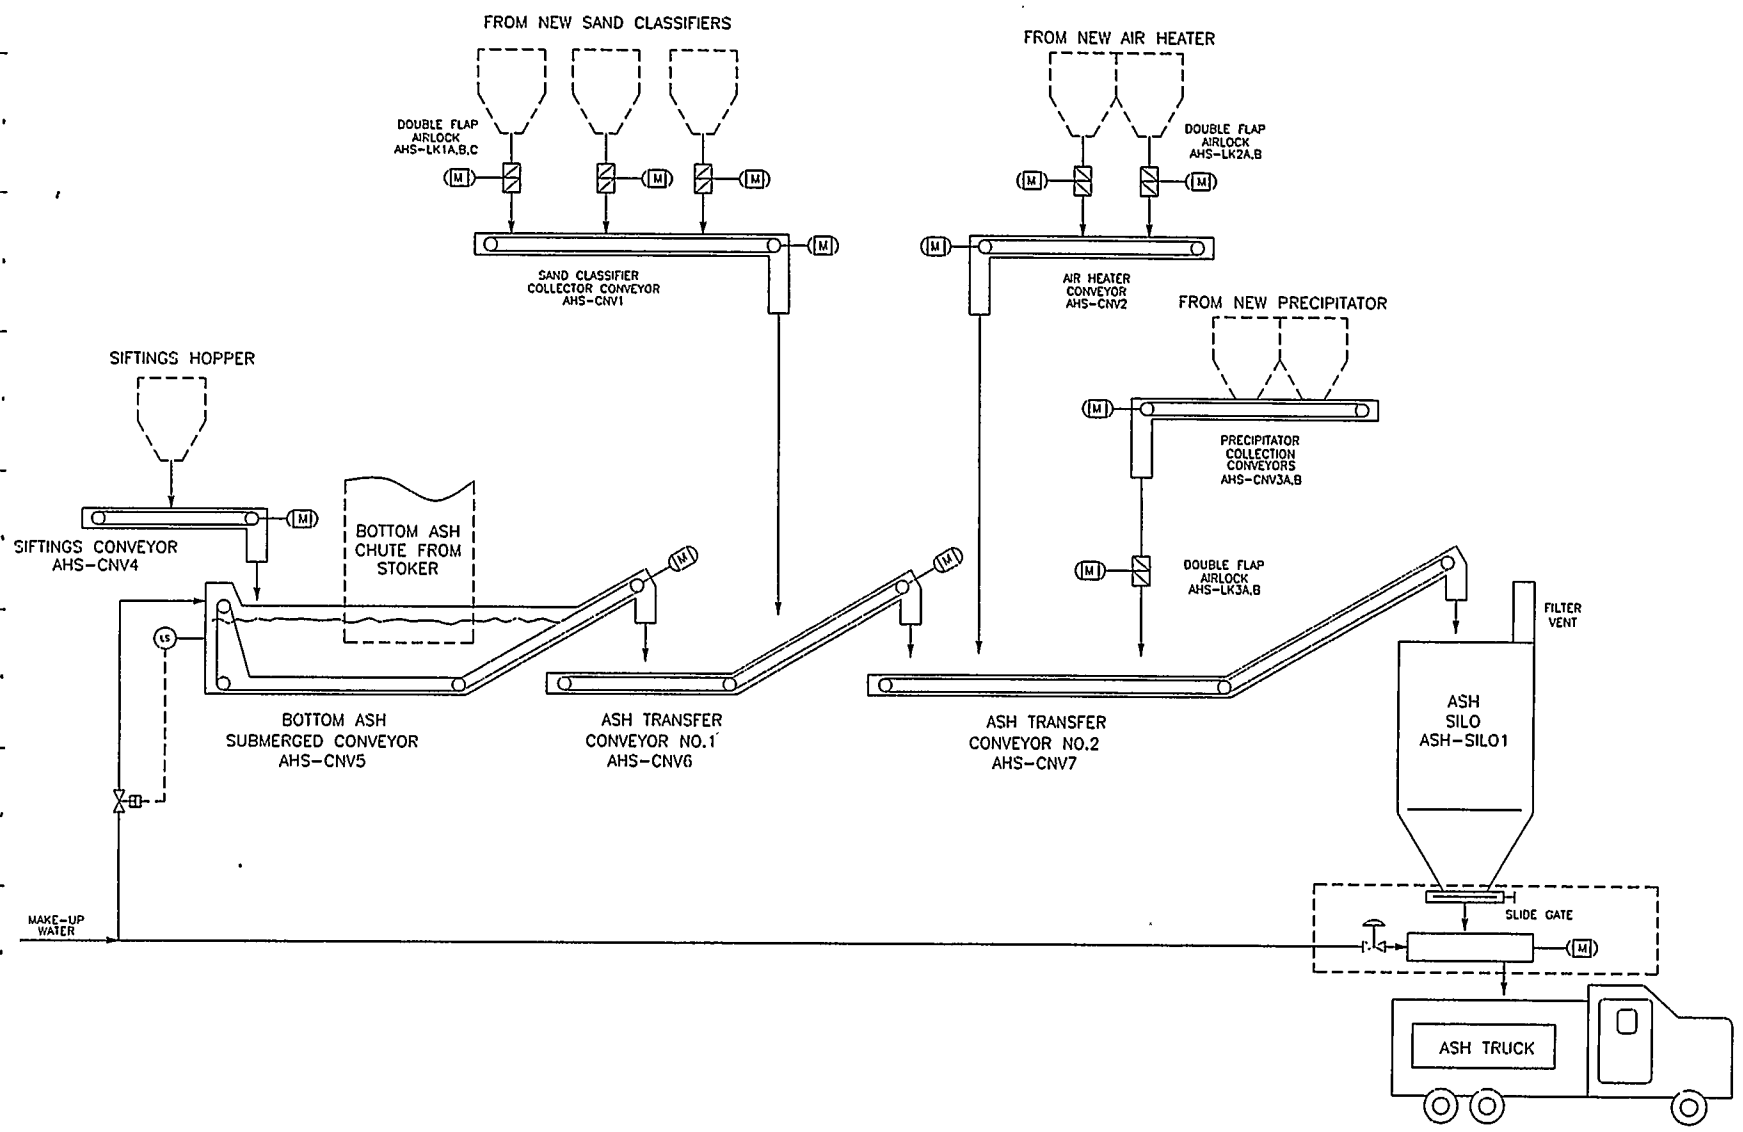 FROM NEW SAND CLASSIFIERS
FROM NEW AIR HEATER
DOUBLE FLAP
AIRLOCK
AHS-LK1A,B,C
DOUBLE FLAP
AIRLOCK
AHS-LK2A,B
M
M
M
M
M
M
M
SAND CLASSIFIER
COLLECTOR CONVEYOR
AHS-CNV1
AIR HEATER
CONVEYOR
AHS-CNV2
FROM NEW PRECIPITATOR
SIFTINGS HOPPER
M
PRECIPITATOR
COLLECTION
CONVEYORS
AHS-CNV3A,B
M
SIFTINGS CONVEYOR
AHS-CNV4
BOTTOM ASH
CHUTE FROM
STOKER
M
M
M
DOUBLE FLAP
AIRLOCK
AHS-LK3A,B
FILTER
VENT
LS
BOTTOM ASH
SUBMERGED CONVEYOR
AHS-CNV5
ASH TRANSFER
CONVEYOR NO.1
AHS-CNV6
ASH TRANSFER
CONVEYOR NO.2
AHS-CNV7
ASH
SILO
ASH-SILO1
MAKE-UP
WATER
SLIDE GATE
M
ASH TRUCK